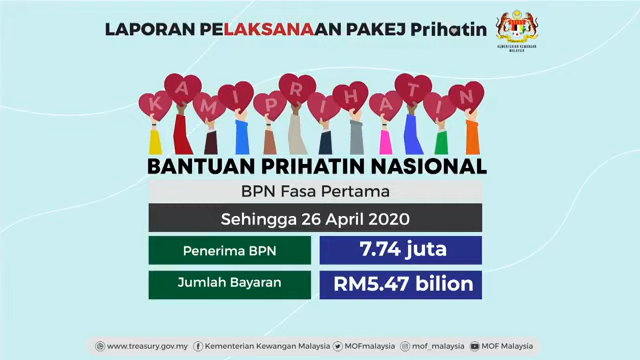 LAPORAN PELAKSANAAN PAKEJ Prihatin
KEMENTERIAN KEWANGAN
MALAYSIA
KAMI PRIHATIN
BANTUAN PRIHATIN NASIONAL
BPN Fasa Pertama
Sehingga 26 April 2020
Penerima BPN 7.74 juta
Jumlah Bayaran RM5.47 bilion
www.treasury.gov.my Kementerian Kewangan Malaysia MOFmalaysia mof_malaysia MOF Malaysia